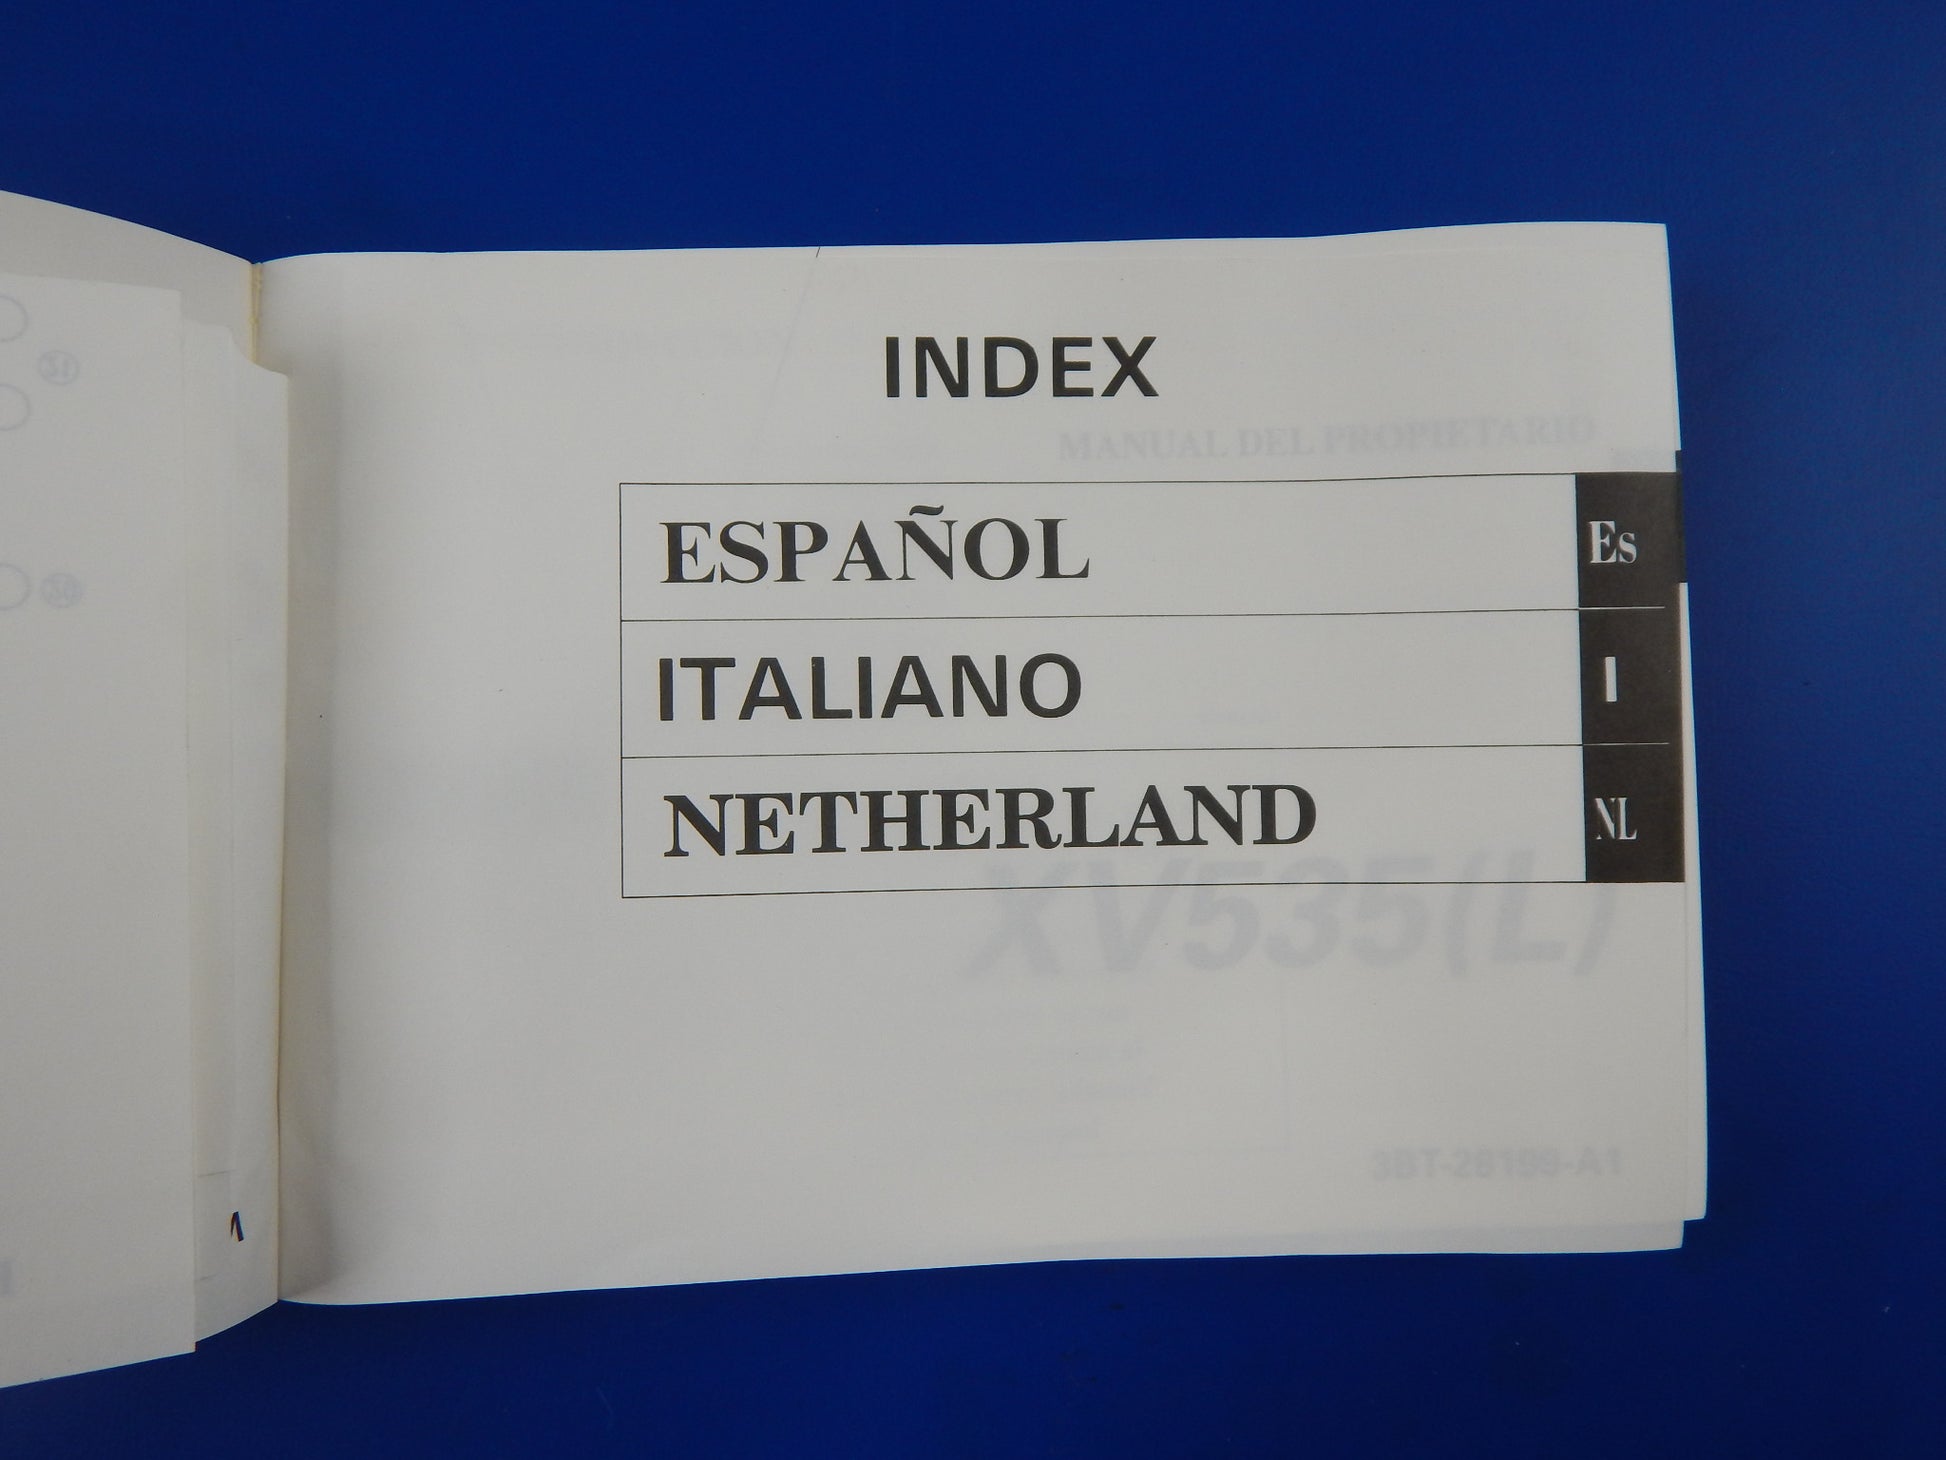 INDEX
MANUAL DEL PROPIETARIO
ESPAÑOL Es
ITALIANO I
NETHERLAND NL
XV535(L)
3BT-28199-A1